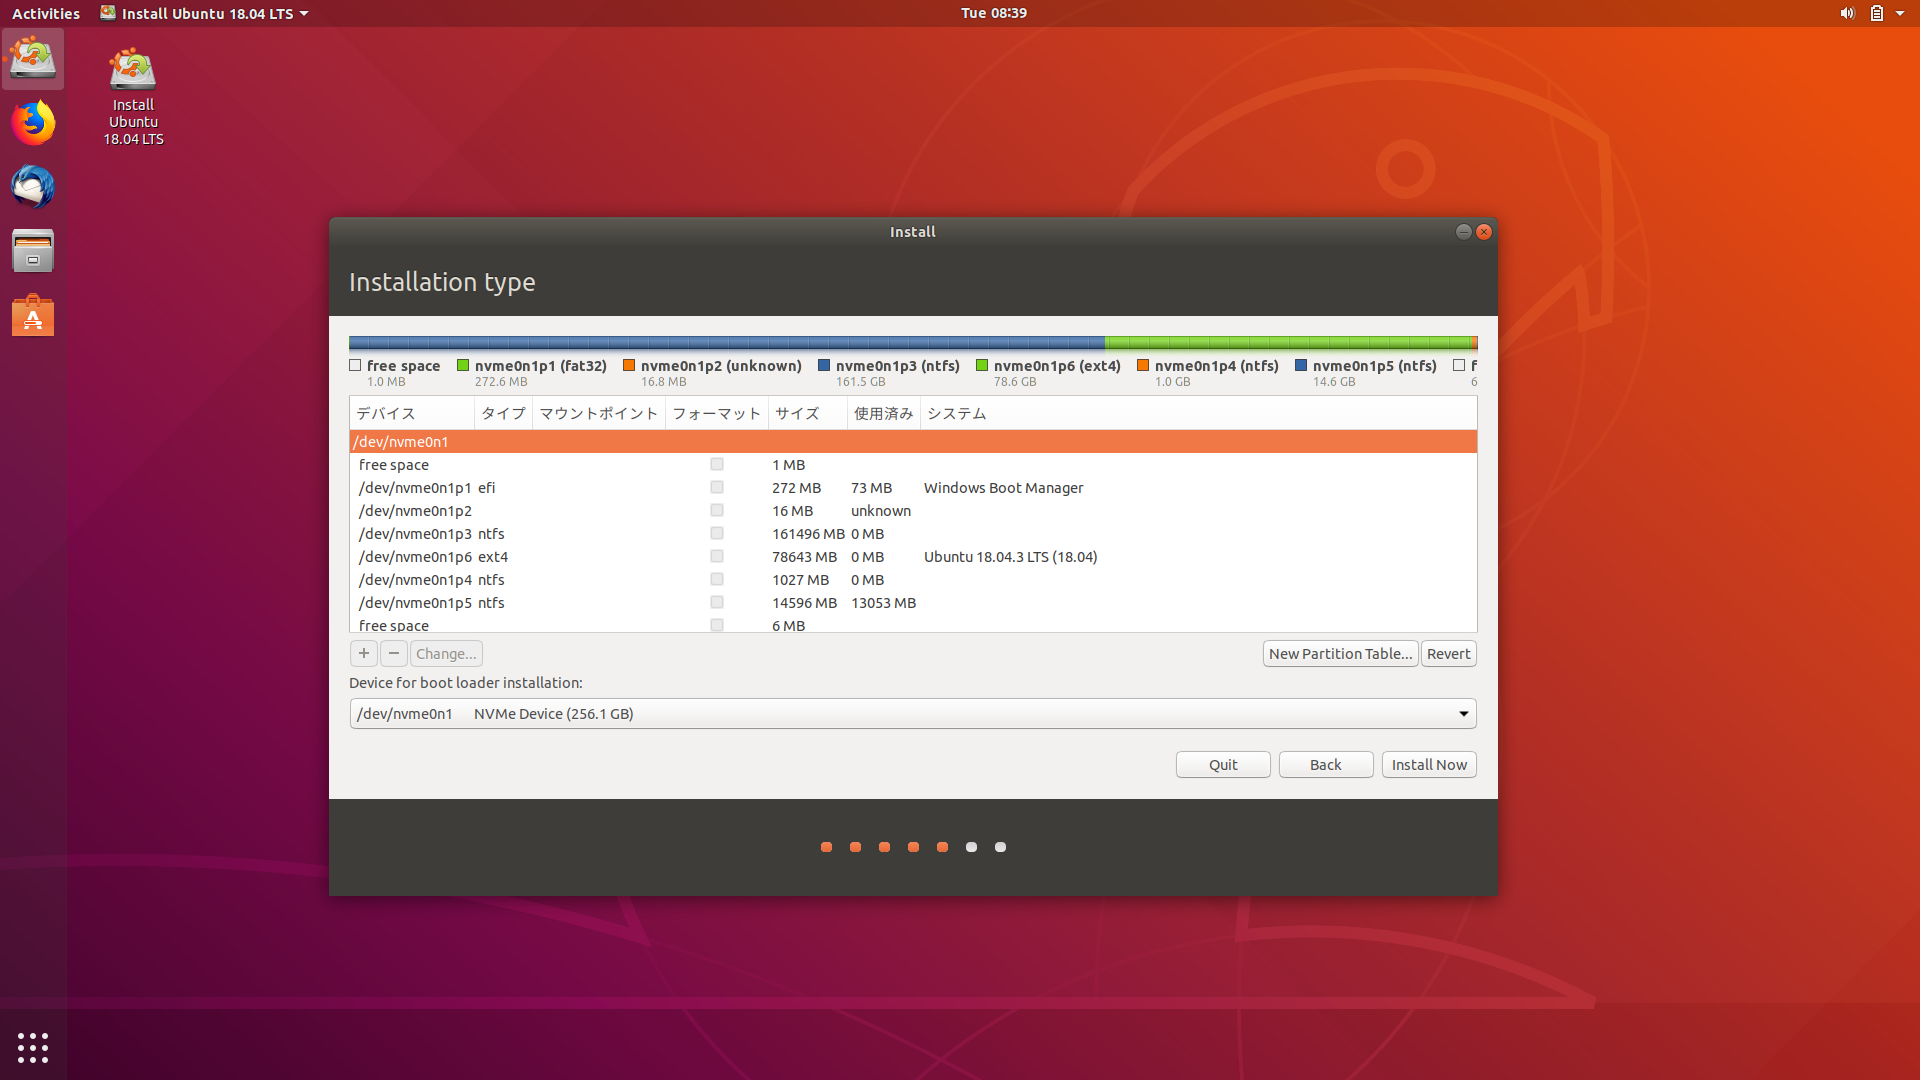 Activities Install Ubuntu 18.04 LTS Tue 08:39
Install
Ubuntu
18.04 LTS
Install
Installation type
free space nvme0n1p1 (fat32) nvme0n1p2 (unknown) nvme0n1p3 (ntfs) nvme0n1p6 (ext4) nvme0n1p4 (ntfs) nvme0n1p5 (ntfs) f
1.0 MB 272.6 MB 16.8 MB 161.5 GB 78.6 GB 1.0 GB 14.6 GB 6
デバイス タイプ マウントポイント フォーマット サイズ 使用済み システム
/dev/nvme0n1
free space 1 MB
/dev/nvme0n1p1 efi 272 MB 73 MB Windows Boot Manager
/dev/nvme0n1p2 16 MB unknown
/dev/nvme0n1p3 ntfs 161496 MB 0 MB
/dev/nvme0n1p6 ext4 78643 MB 0 MB Ubuntu 18.04.3 LTS (18.04)
/dev/nvme0n1p4 ntfs 1027 MB 0 MB
/dev/nvme0n1p5 ntfs 14596 MB 13053 MB
free space 6 MB
+ − Change... New Partition Table... Revert
Device for boot loader installation:
/dev/nvme0n1 NVMe Device (256.1 GB)
Quit Back Install Now